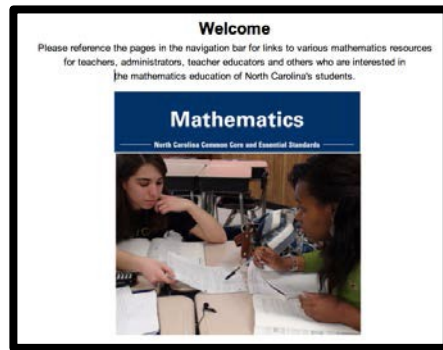 Welcome
Please reference the pages in the navigation bar for links to various mathematics resources
for teachers, administrators, teacher educators and others who are interested in
the mathematics education of North Carolina's students.
Mathematics
North Carolina Common Core and Essential Standards